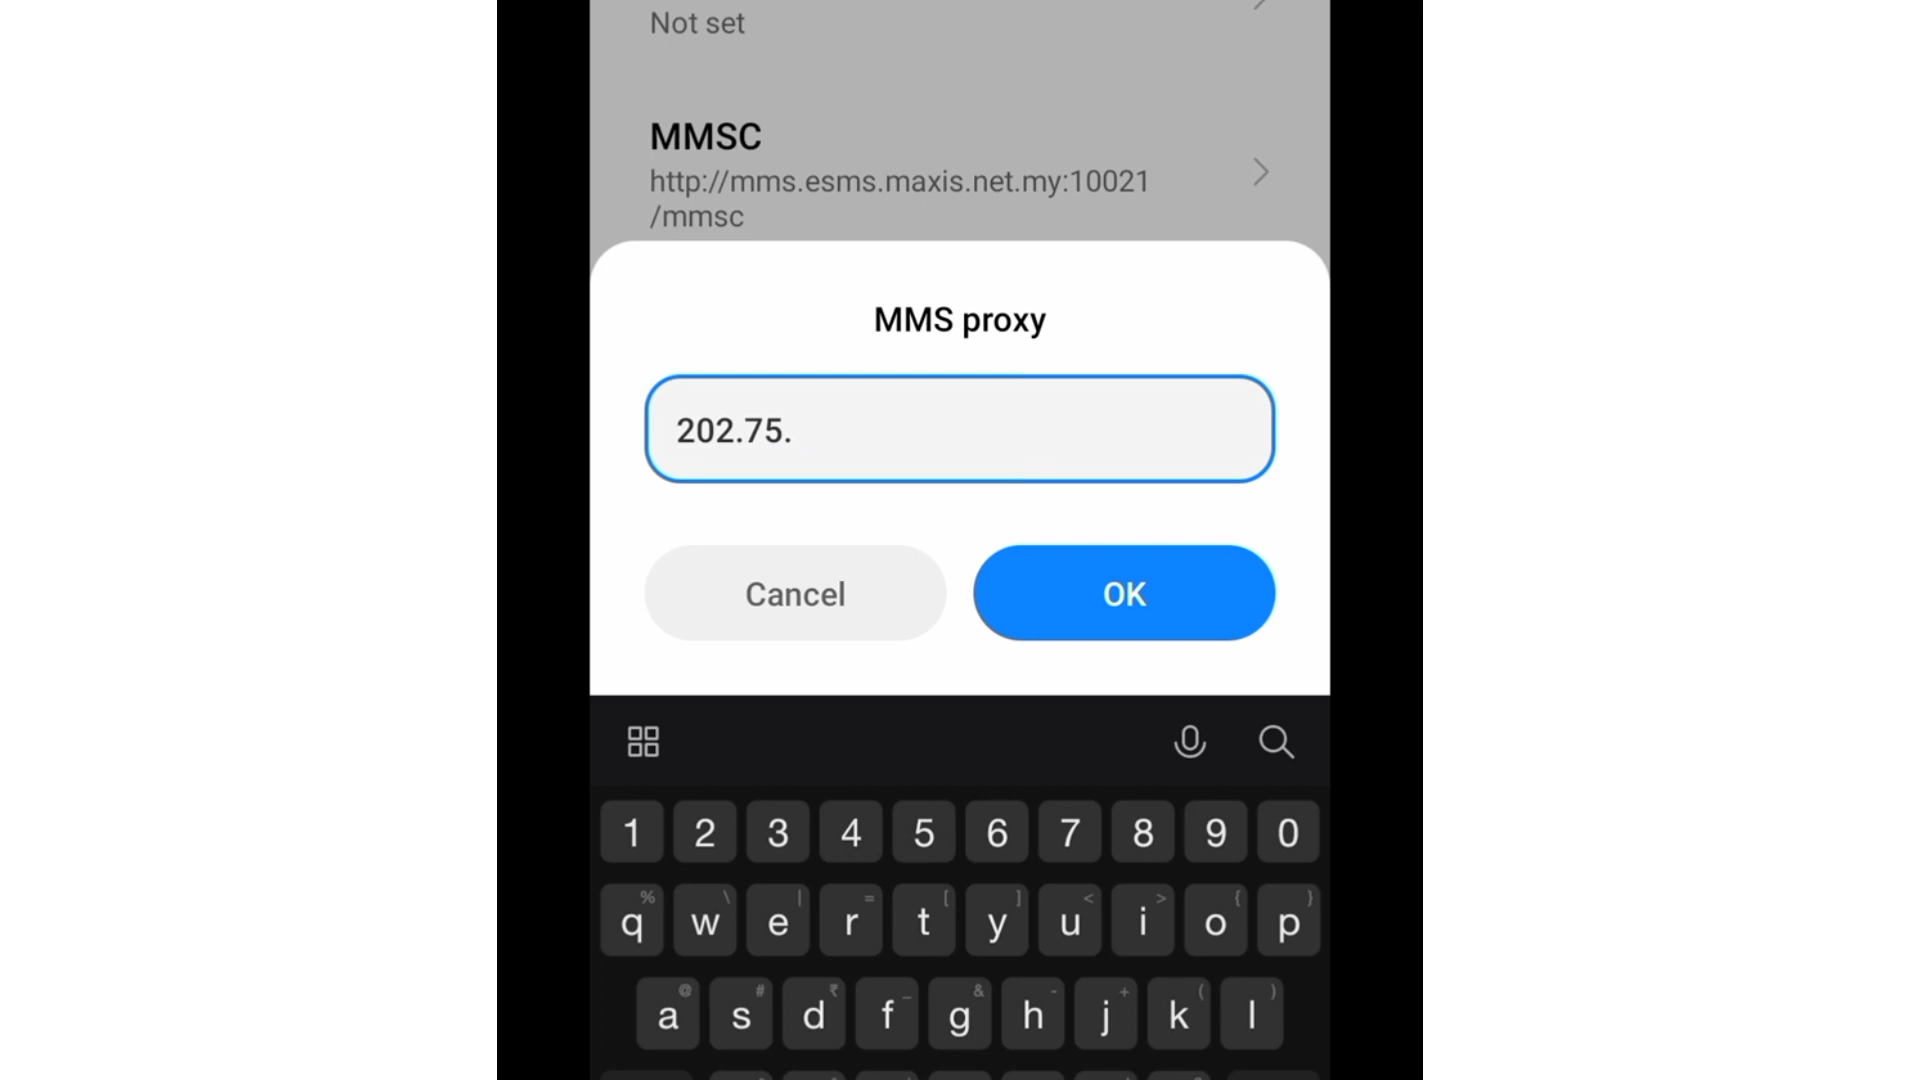 Not set
MMSC
http://mms.esms.maxis.net.my:10021
/mmsc
MMS proxy
202.75.
Cancel
OK
1 2 3 4 5 6 7 8 9 0
% \ | = [ ] < > { }
q w e r t y u i o p
@ # ₹ _ & - + ( )
a s d f g h j k l